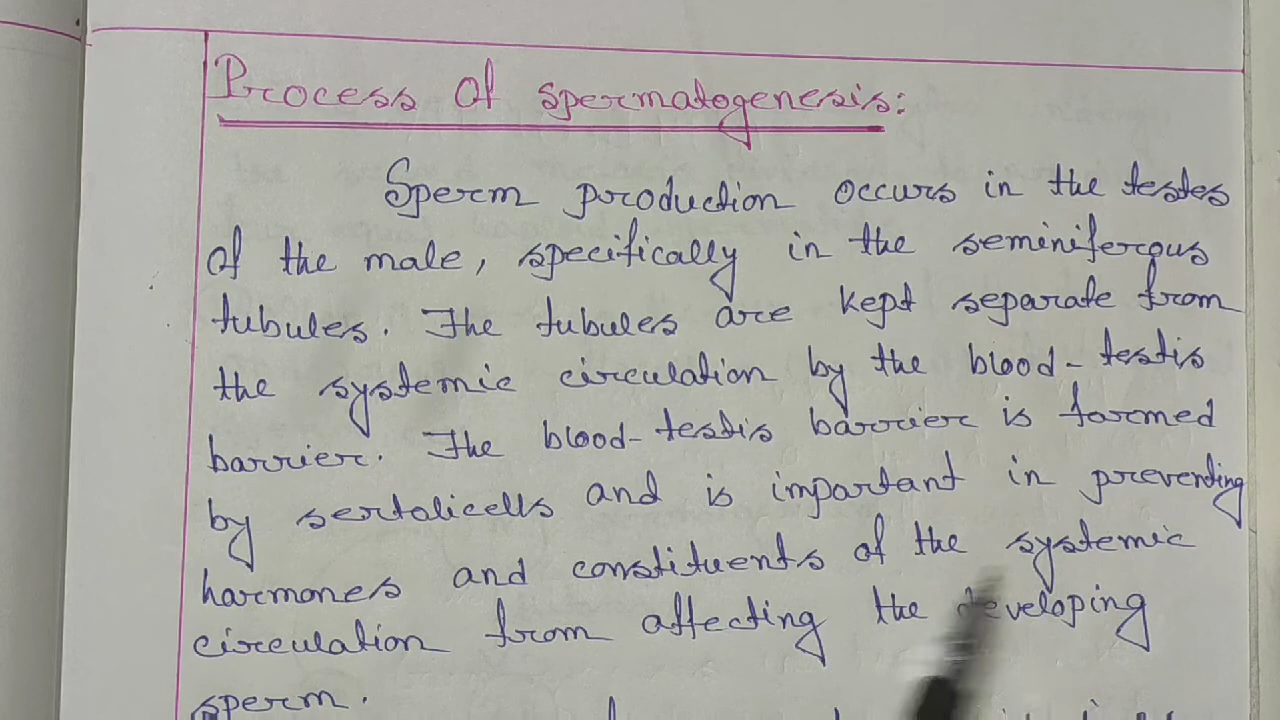 Process of spermatogenesis:
Sperm production occurs in the testes
of the male, specifically in the seminiferous
tubules. The tubules are kept separate from
the systemic circulation by the blood-testis
barrier. The blood-testis barrier is formed
by sertolicells and is important in preventing
hormones and constituents of the systemic
circulation from affecting the developing
sperm.